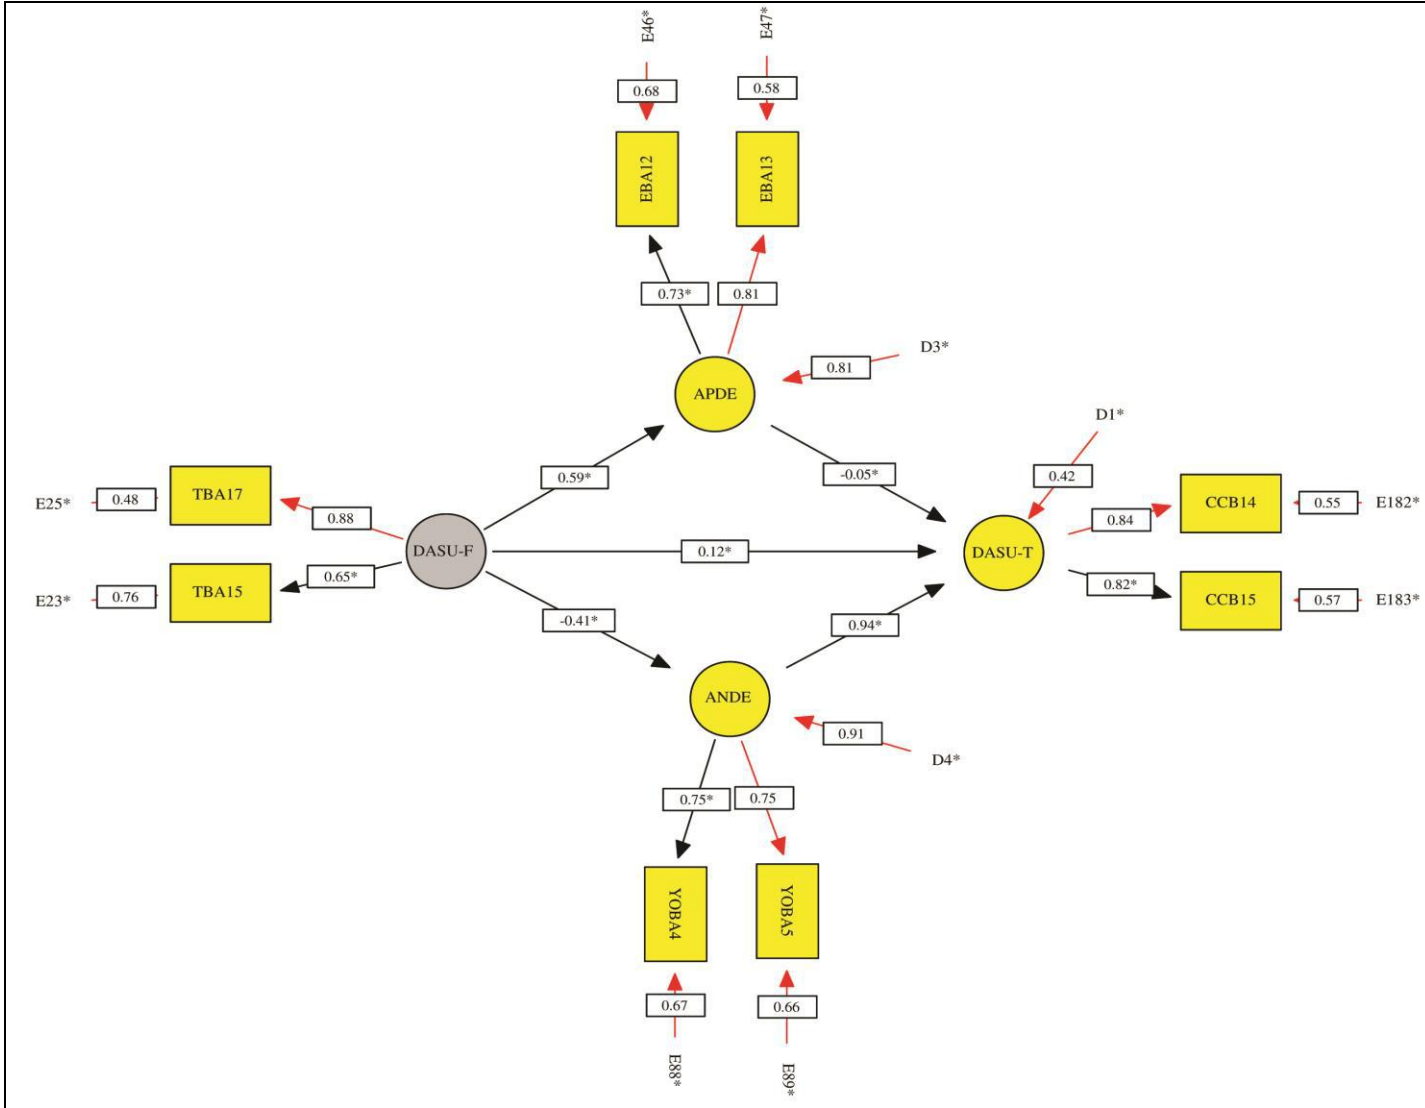 E46*
E47*
0.68
0.58
EBA12
EBA13
0.73*
0.81
D3*
0.81
APDE
D1*
0.59*
-0.05*
0.42
E25*
0.48
TBA17
0.88
0.84
CCB14
0.55
E182*
DASU-F
0.12*
DASU-T
E23*
0.76
TBA15
0.65*
0.82*
CCB15
0.57
E183*
-0.41*
0.94*
ANDE
0.91
D4*
0.75*
0.75
YOBA4
YOBA5
0.67
0.66
E88*
E89*